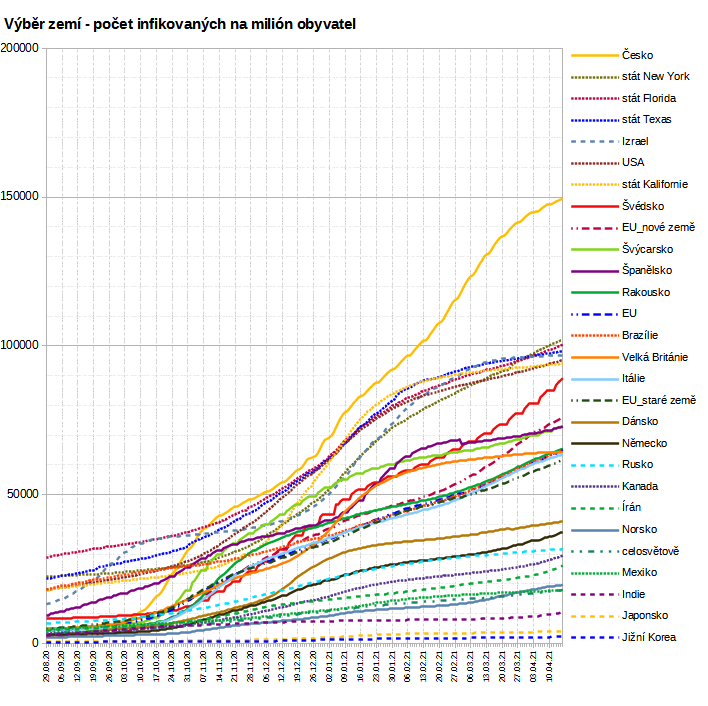 Výběr zemí - počet infikovaných na milión obyvatel
200000
150000
100000
50000
0
29.08.20
05.09.20
12.09.20
19.09.20
26.09.20
03.10.20
10.10.20
17.10.20
24.10.20
31.10.20
07.11.20
14.11.20
21.11.20
28.11.20
05.12.20
12.12.20
19.12.20
26.12.20
02.01.21
09.01.21
16.01.21
23.01.21
30.01.21
06.02.21
13.02.21
20.02.21
27.02.21
06.03.21
13.03.21
20.03.21
27.03.21
03.04.21
10.04.21
Česko
stát New York
stát Florida
stát Texas
Izrael
USA
stát Kalifornie
Švédsko
EU_nové země
Švýcarsko
Španělsko
Rakousko
EU
Brazílie
Velká Británie
Itálie
EU_staré země
Dánsko
Německo
Rusko
Kanada
Írán
Norsko
celosvětově
Mexiko
Indie
Japonsko
Jižní Korea